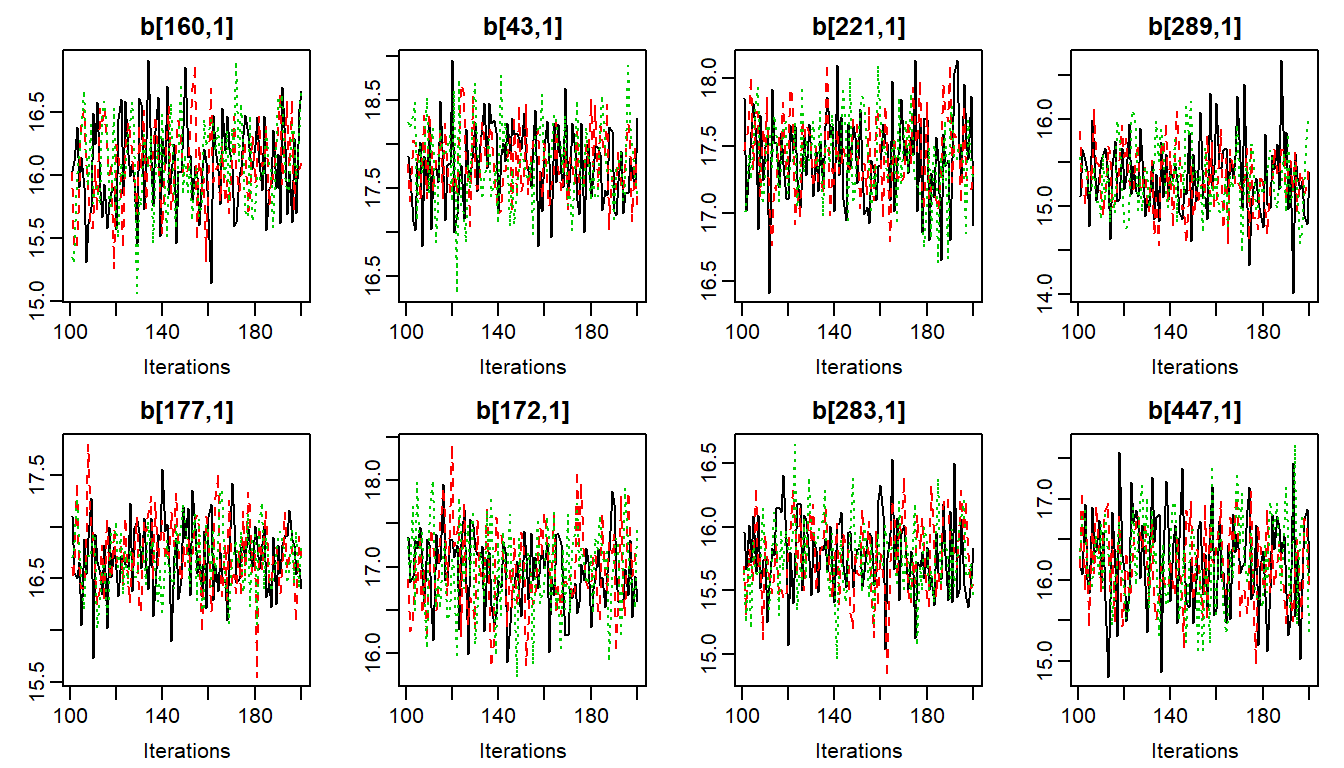 b[160,1] b[43,1] b[221,1] b[289,1]
16.5 18.5 18.0 16.0
16.0 17.5 17.5 15.0
15.5 16.5 17.0 14.0
15.0 16.5
100 140 180 100 140 180 100 140 180 100 140 180
Iterations Iterations Iterations Iterations
b[177,1] b[172,1] b[283,1] b[447,1]
17.5 18.0 16.5 17.0
16.5 17.0 16.0 16.0
15.5 16.0 15.5 15.0
15.0
100 140 180 100 140 180 100 140 180 100 140 180
Iterations Iterations Iterations Iterations